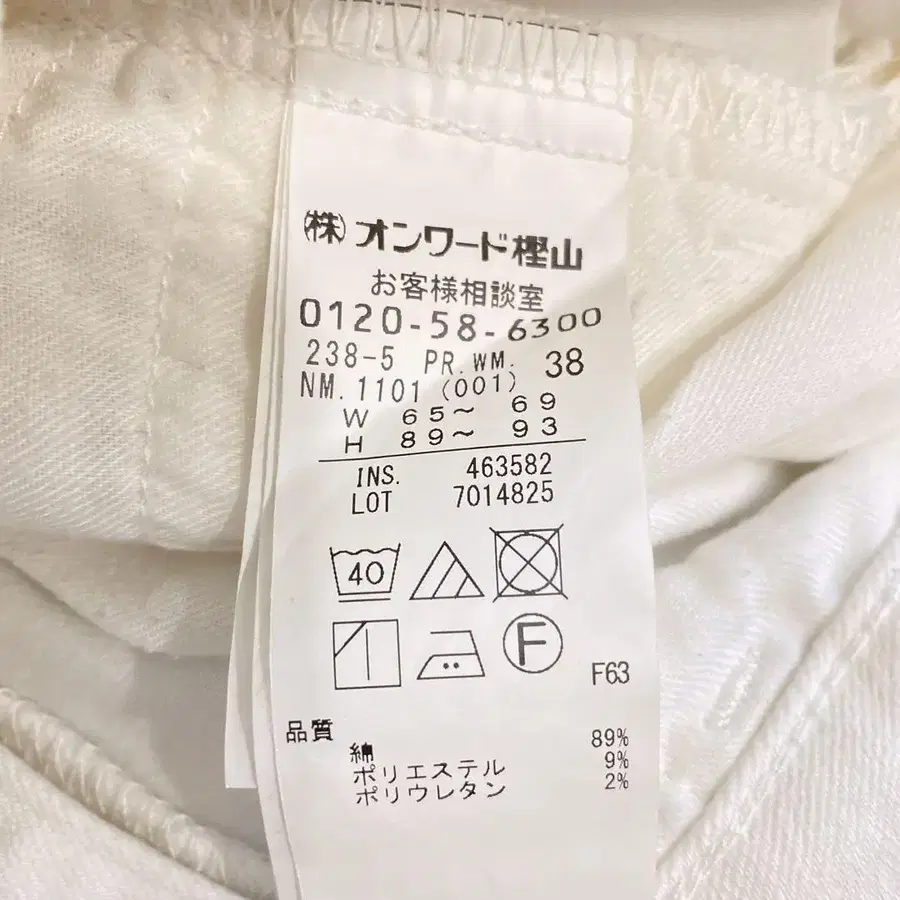 ㈱オンワード樫山
お客様相談室
0120-58-6300
238-5 PR.WM. 38
NM.1101 (001)
W 65～ 69
H 89～ 93
INS. 463582
LOT 7014825
40
F
F63
品質
綿 89%
ポリエステル 9%
ポリウレタン 2%